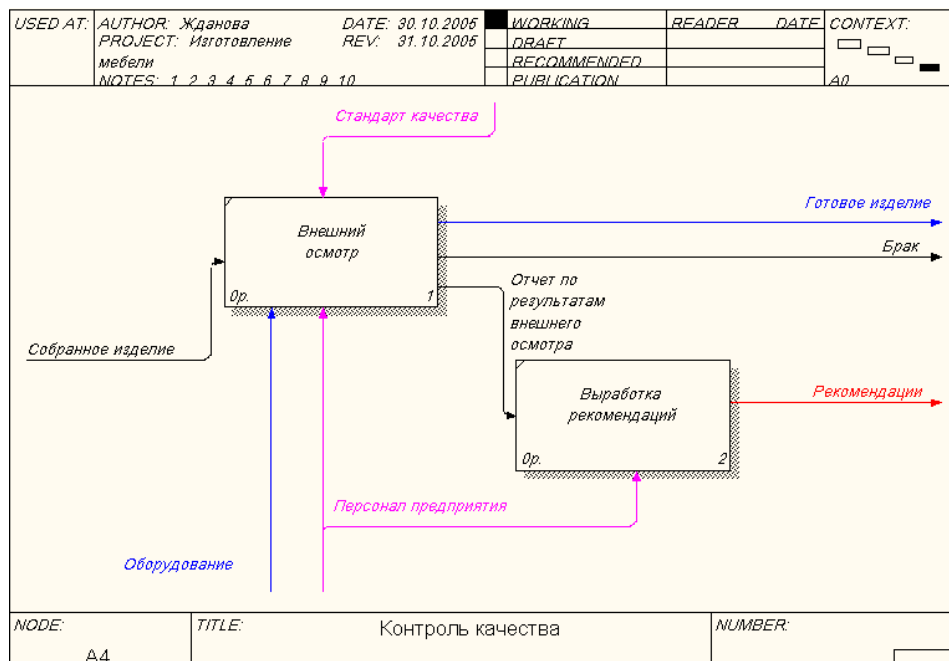 USED AT:
AUTHOR: Жданова
DATE: 30.10.2005
PROJECT: Изготовление
REV: 31.10.2005
мебели
NOTES: 1 2 3 4 5 6 7 8 9 10
WORKING
DRAFT
RECOMMENDED
PUBLICATION
READER
DATE
CONTEXT:
A0
Стандарт качества
Готовое изделие
Внешний
осмотр
0р.
1
Брак
Отчет по
результатам
внешнего
осмотра
Собранное изделие
Выработка
рекомендаций
0р.
2
Рекомендации
Персонал предприятия
Оборудование
NODE:
A4
TITLE:
Контроль качества
NUMBER: